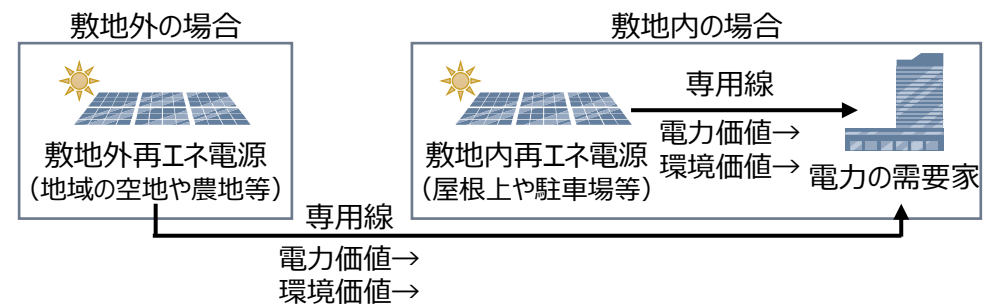 敷地外の場合
敷地外再エネ電源
（地域の空地や農地等）
敷地内の場合
敷地内再エネ電源
（屋根上や駐車場等）
専用線
電力価値→
環境価値→
電力の需要家
専用線
電力価値→
環境価値→